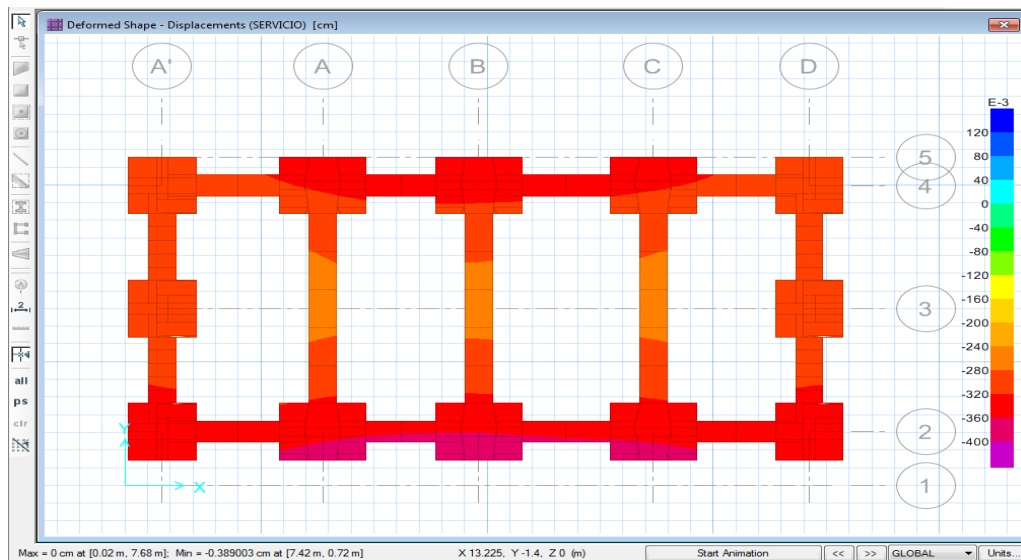 Deformed Shape - Displacements (SERVICIO) [cm]
A' A B C D
E-3
120
80
40
0
-40
-80
-120
-160
-200
-240
-280
-320
-360
-400
5
4
3
2
1
2
all
ps
clr
Y
X
Max = 0 cm at [0.02 m, 7.68 m]; Min = -0.389003 cm at [7.42 m, 0.72 m] X 13.225, Y -1.4, Z 0 (m) Start Animation << >> GLOBAL Units...